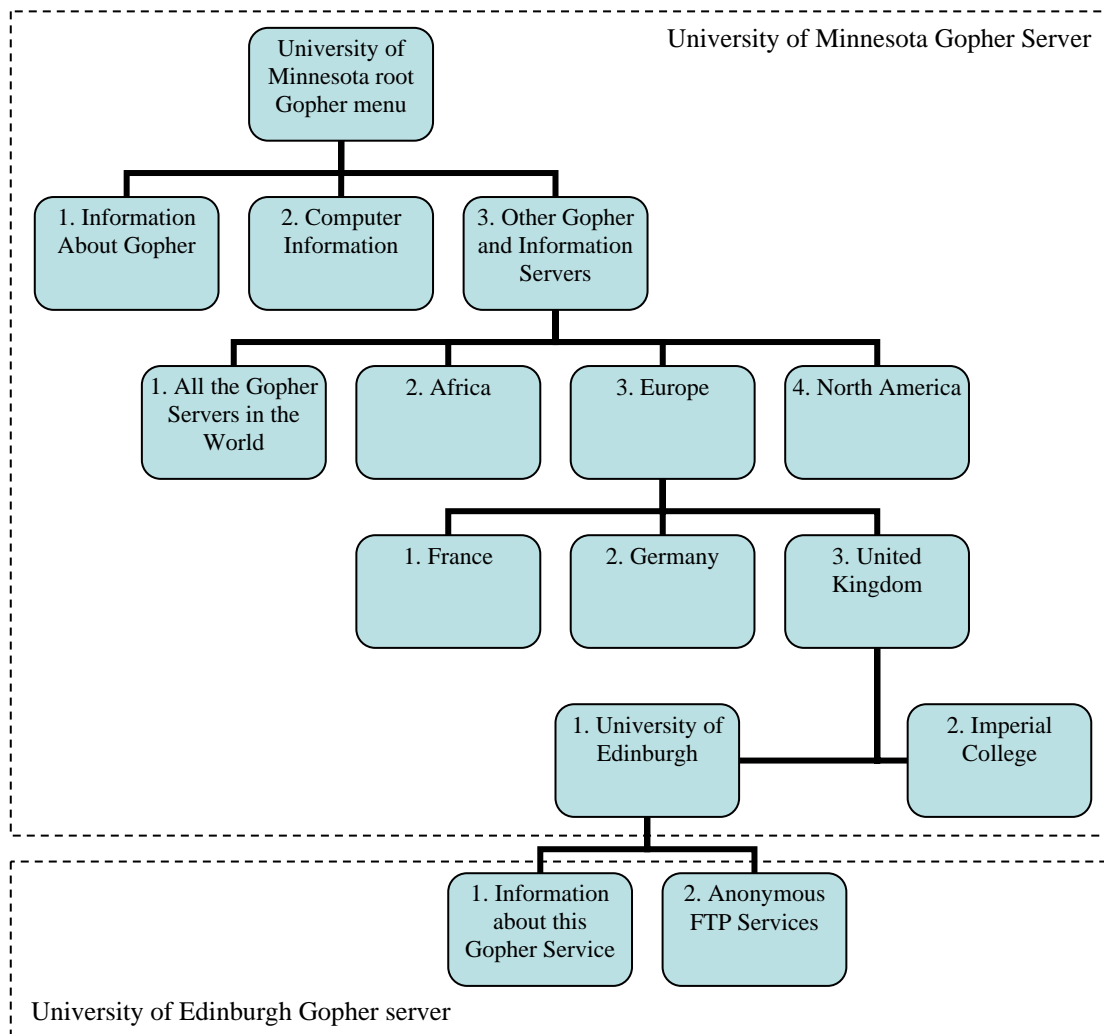 University of Minnesota Gopher Server
University of
Minnesota root
Gopher menu
1. Information
About Gopher
2. Computer
Information
3. Other Gopher
and Information
Servers
1. All the Gopher
Servers in the
World
2. Africa
3. Europe
4. North America
1. France
2. Germany
3. United
Kingdom
1. University of
Edinburgh
2. Imperial
College
1. Information
about this
Gopher Service
2. Anonymous
FTP Services
University of Edinburgh Gopher server